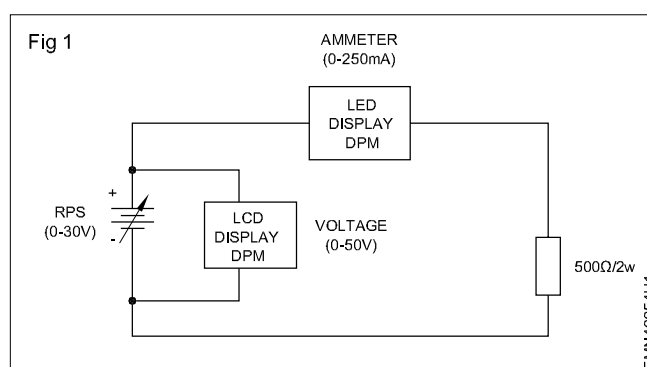 Fig 1
AMMETER
(0-250mA)
LED
DISPLAY
DPM
+
RPS
(0-30V)
-
LCD
DISPLAY
DPM
VOLTAGE
(0-50V)
500Ω/2w